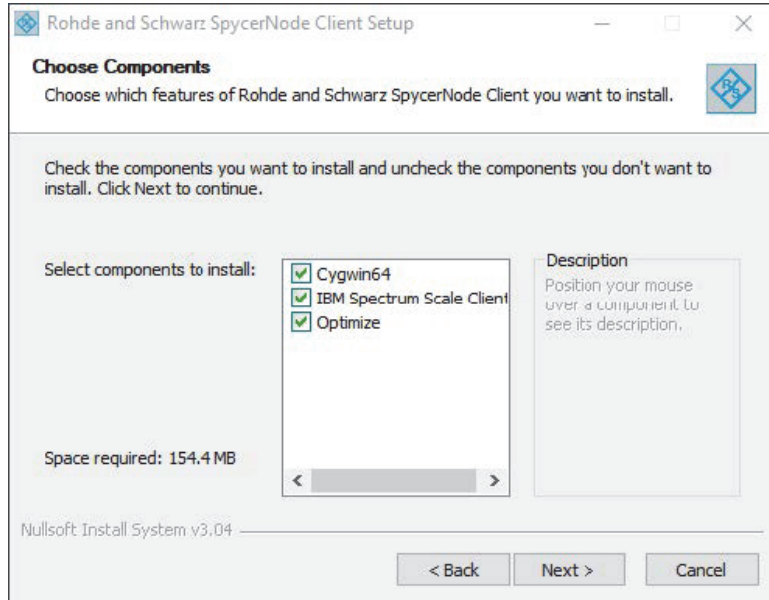 Rohde and Schwarz SpycerNode Client Setup
Choose Components
Choose which features of Rohde and Schwarz SpycerNode Client you want to install.
R
S
Check the components you want to install and uncheck the components you don't want to
install. Click Next to continue.
Select components to install:
Cygwin64
IBM Spectrum Scale Client
Optimize
Description
Position your mouse
over a component to
see its description.
Space required: 154.4 MB
Nullsoft Install System v3.04
< Back
Next >
Cancel